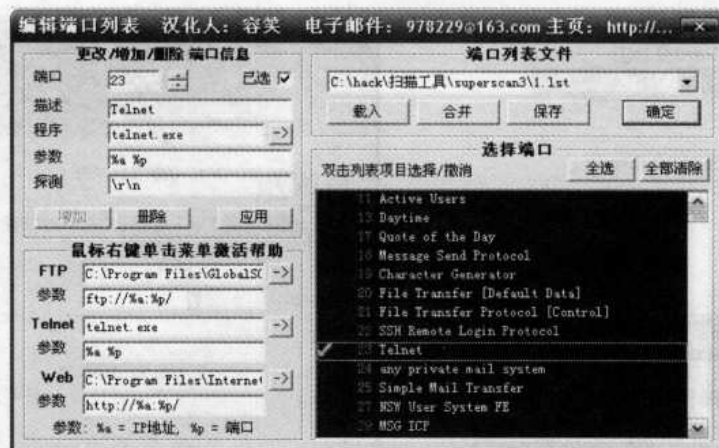 编辑端口列表 汉化人：容笑 电子邮件：978229@163.com 主页：http://...
更改/增加/删除 端口信息
端口 23 已选
描述 Telnet
程序 telnet.exe ->
参数 %a %p
探测 \r\n
增加 删除 应用
鼠标右键单击菜单激活帮助
FTP C:\Program Files\GlobalSC ->
参数 ftp://%a:%p/
Telnet telnet.exe ->
参数 %a %p
Web C:\Program Files\Internet ->
参数 http://%a:%p/
参数：%a = IP地址, %p = 端口
端口列表文件
C:\hack\扫描工具\superscan3\1.lst
载入 合并 保存 确定
选择端口
双击列表项目选择/撤消 全选 全部清除
11 Active Users
13 Daytime
17 Quote of the Day
18 Message Send Protocol
19 Character Generator
20 File Transfer [Default Data]
21 File Transfer Protocol [Control]
22 SSH Remote Login Protocol
23 Telnet
24 any private mail system
25 Simple Mail Transfer
27 NSW User System FE
29 MSG ICP